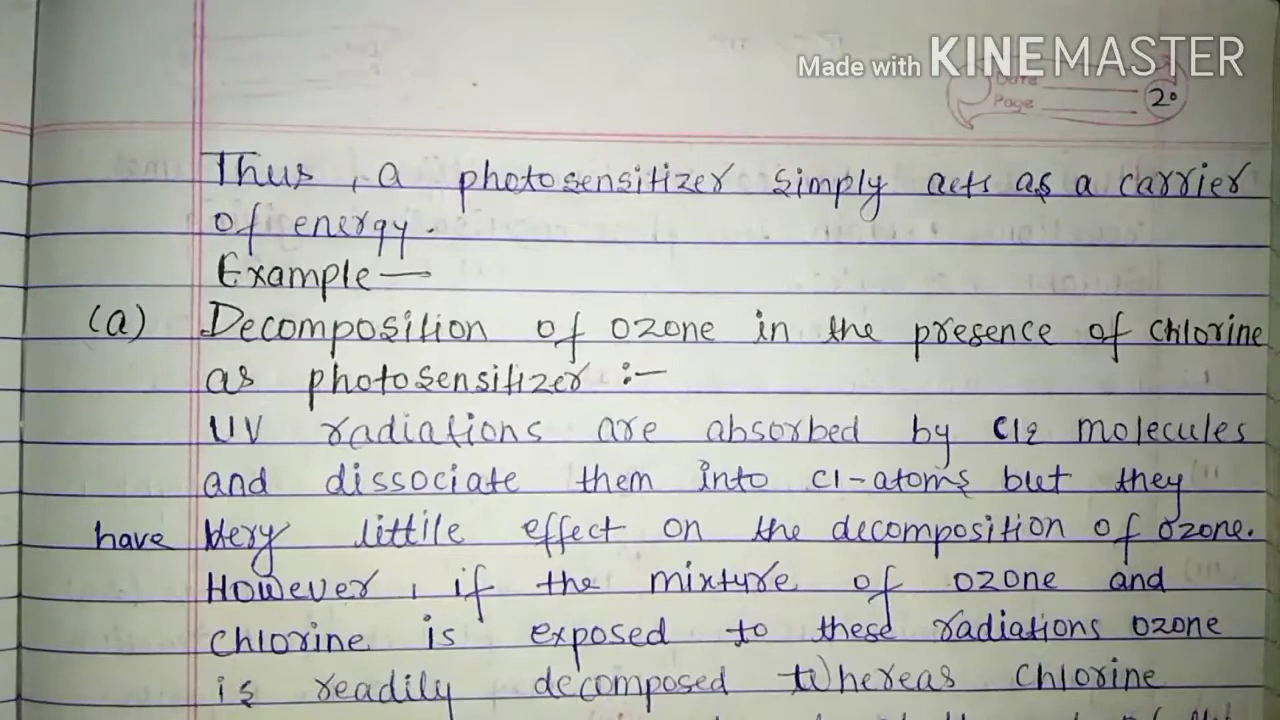 Made with KINEMASTER
Date
Page 20
Thus, a photosensitizer simply acts as a carrier
of energy.
Example —
(a) Decomposition of ozone in the presence of chlorine
as photosensitizer :-
UV radiations are absorbed by Cl2 molecules
and dissociate them into Cl-atoms but they
have very littile effect on the decomposition of ozone.
However, if the mixture of ozone and
chlorine is exposed to these radiations ozone
is readily decomposed whereas chlorine